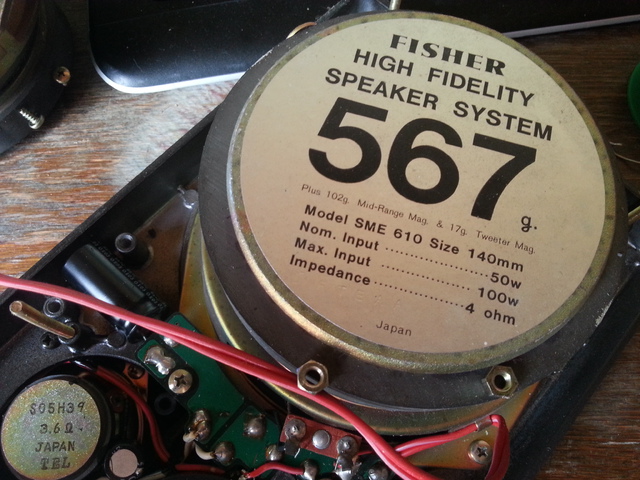 FISHER
HIGH FIDELITY
SPEAKER SYSTEM
567g.
Plus 102g. Mid-Range Mag. & 17g. Tweeter Mag.
Model SME 610 Size 140mm
Nom. Input ........................50w
Max. Input ........................100w
Impedance ........................4 ohm
Japan
S05H39
3.6Ω
JAPAN
TEL